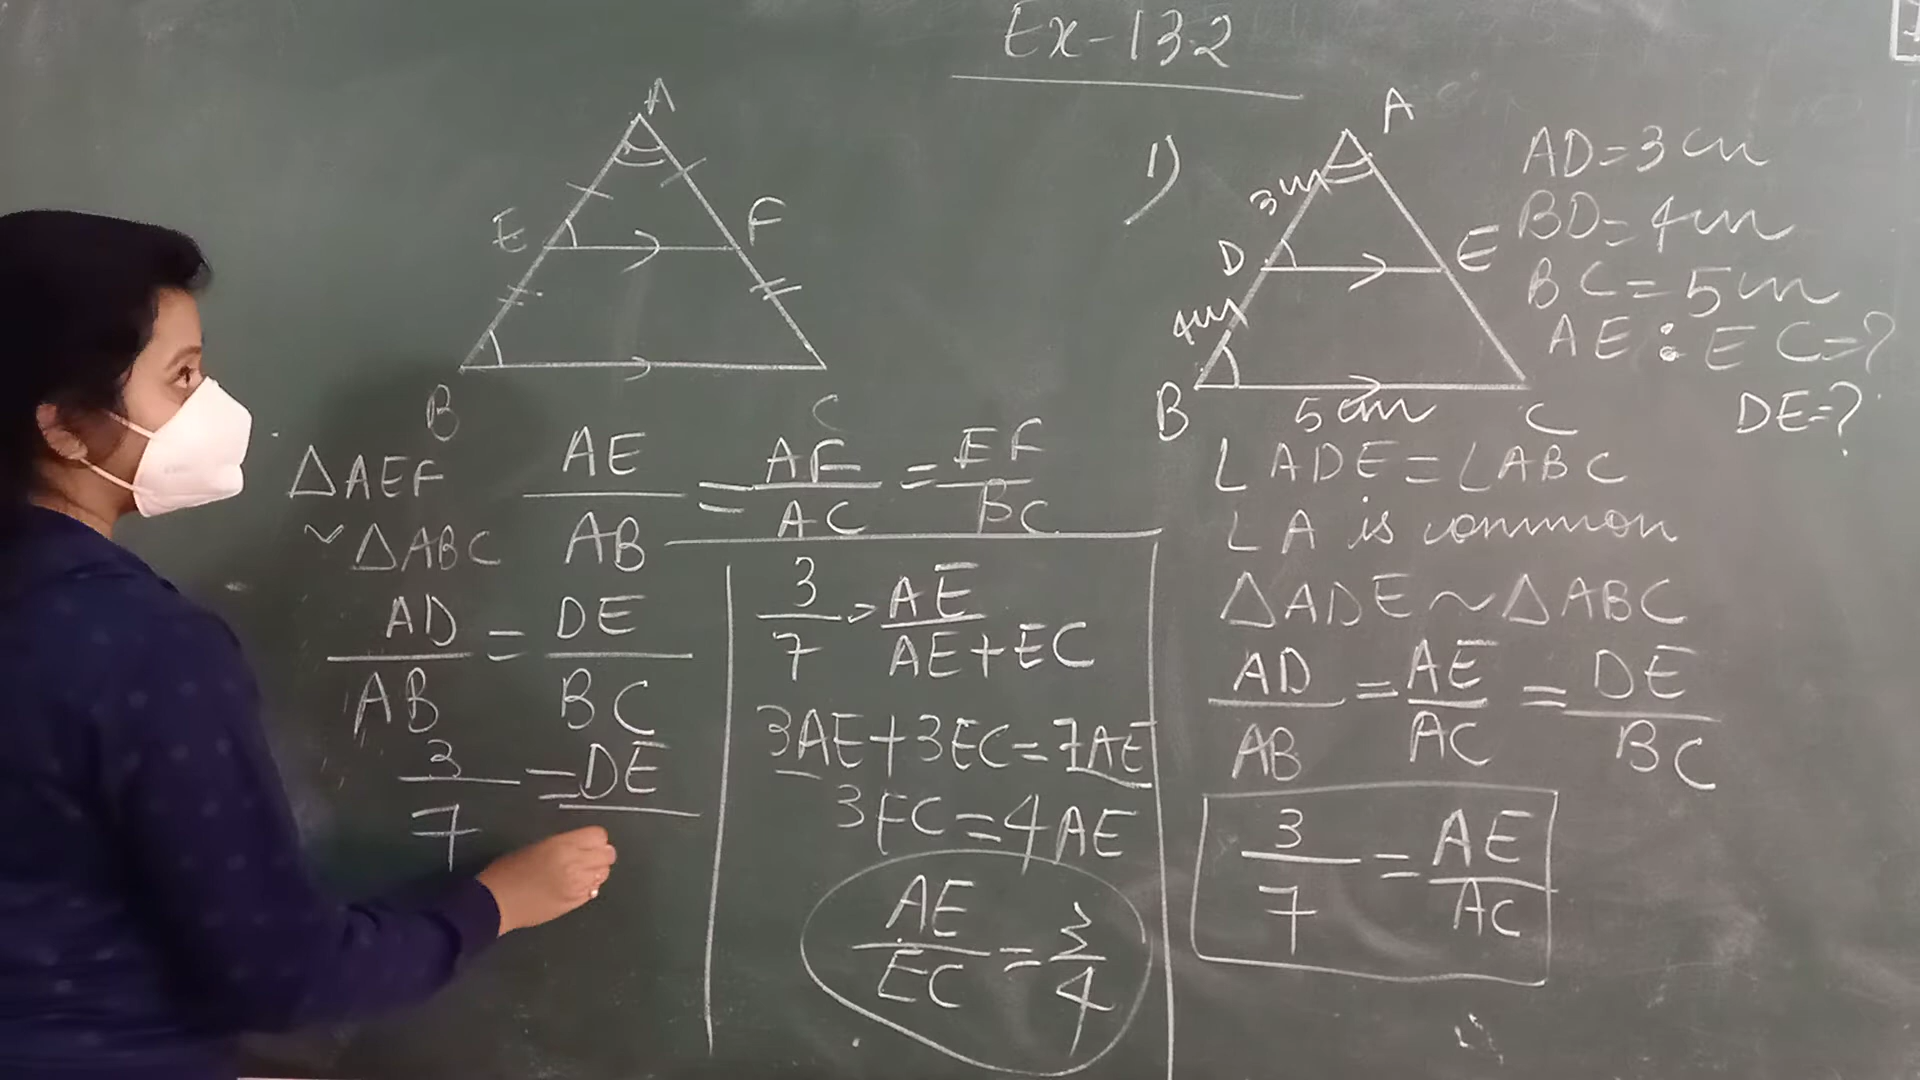 Ex-13.2
A
E
F
B
C
△AEF
~△ABC
AE/AB = AF/AC = EF/BC
AD/AB = DE/BC
3/7 = DE
3/7 = AE/AE+EC
3AE+3EC=7AE
3EC=4AE
AE/EC = 3/4
1)
A
3cm
D
E
4cm
B
5cm
C
AD=3cm
BD=4cm
BC=5cm
AE:EC=?
DE=?
∠ADE=∠ABC
∠A is common
△ADE~△ABC
AD/AB = AE/AC = DE/BC
3/7 = AE/AC